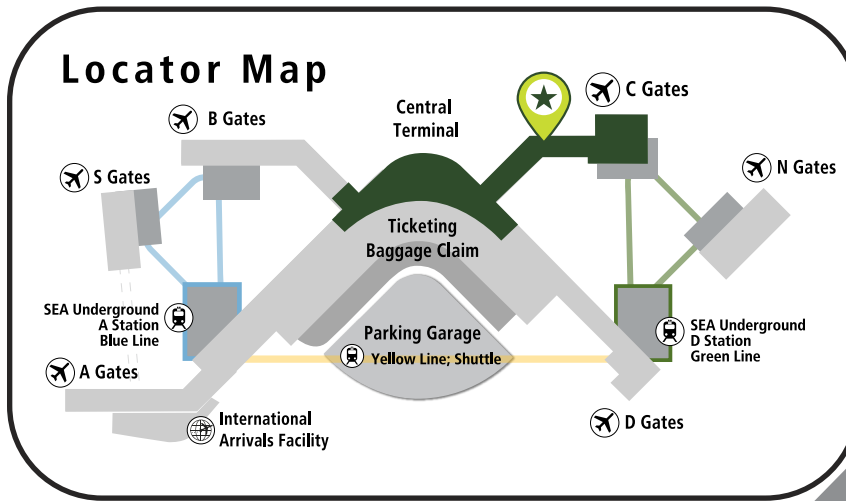 Locator Map
Central
Terminal
C Gates
B Gates
N Gates
S Gates
Ticketing
Baggage Claim
SEA Underground
A Station
Blue Line
Parking Garage
Yellow Line; Shuttle
SEA Underground
D Station
Green Line
A Gates
International
Arrivals Facility
D Gates